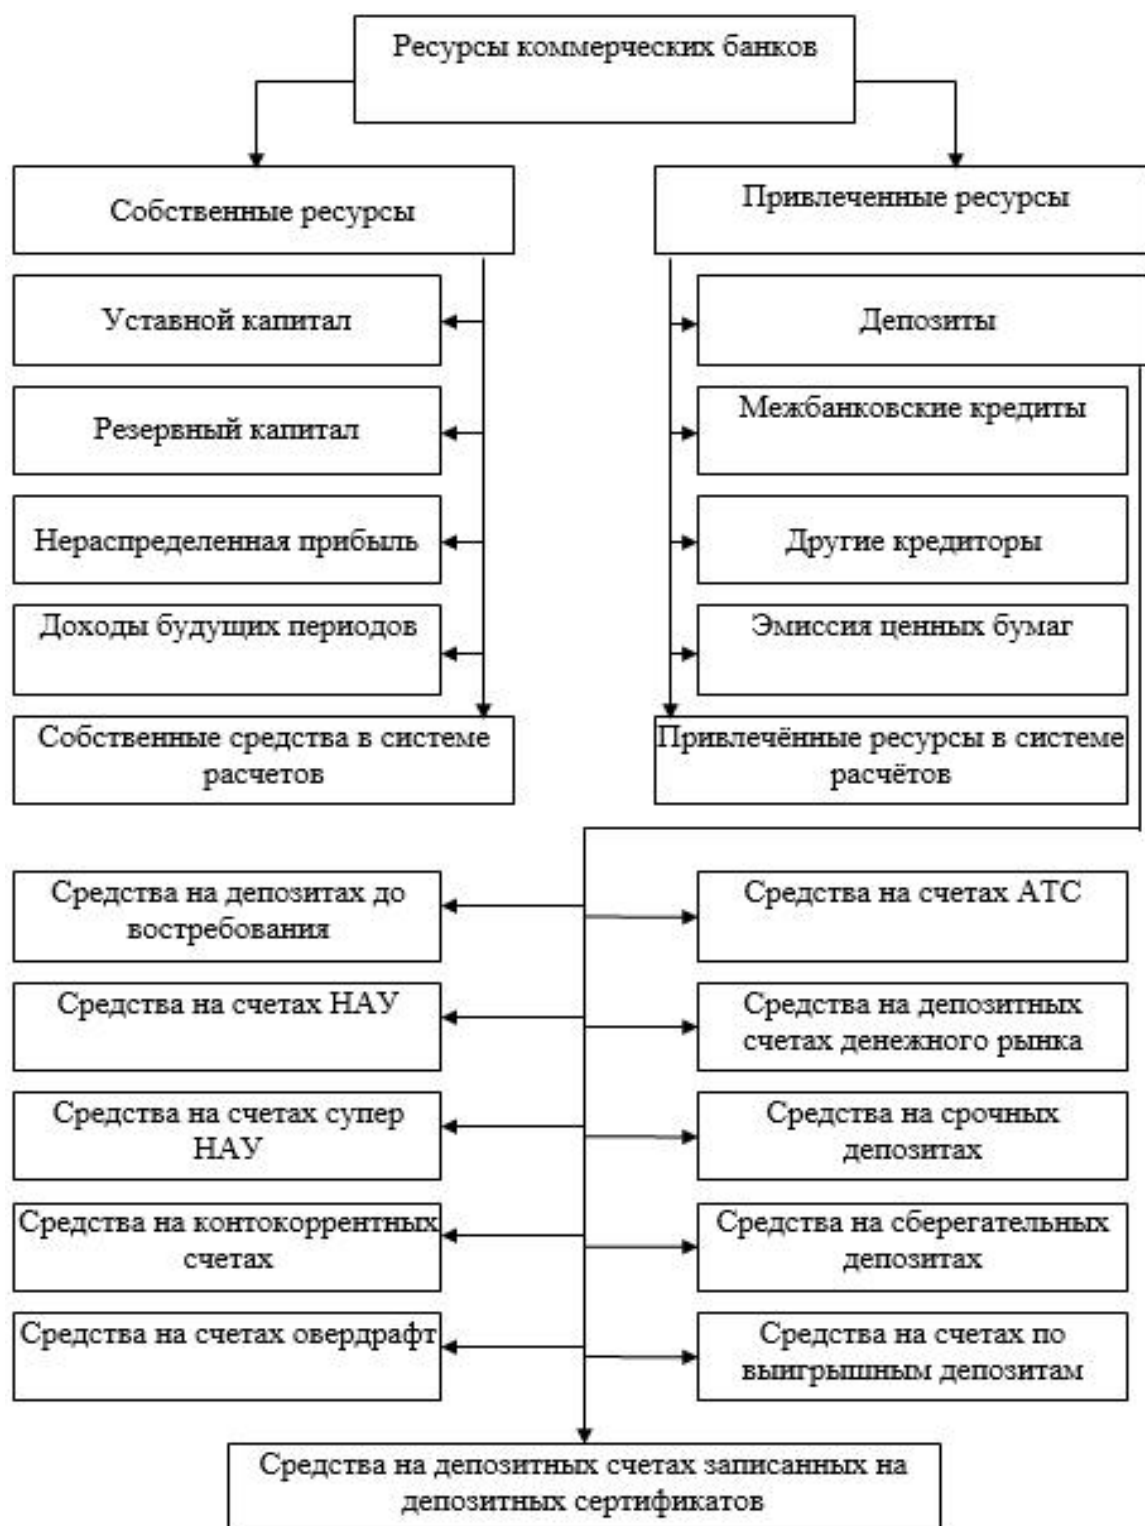 Ресурсы коммерческих банков
Собственные ресурсы
Привлеченные ресурсы
Уставной капитал
Депозиты
Резервный капитал
Межбанковские кредиты
Нераспределенная прибыль
Другие кредиторы
Доходы будущих периодов
Эмиссия ценных бумаг
Собственные средства в системе
расчетов
Привлечённые ресурсы в системе
расчётов
Средства на депозитах до
востребования
Средства на счетах АТС
Средства на счетах НАУ
Средства на депозитных
счетах денежного рынка
Средства на счетах супер
НАУ
Средства на срочных
депозитах
Средства на контокоррентных
счетах
Средства на сберегательных
депозитах
Средства на счетах овердрафт
Средства на счетах по
выигрышным депозитам
Средства на депозитных счетах записанных на
депозитных сертификатов